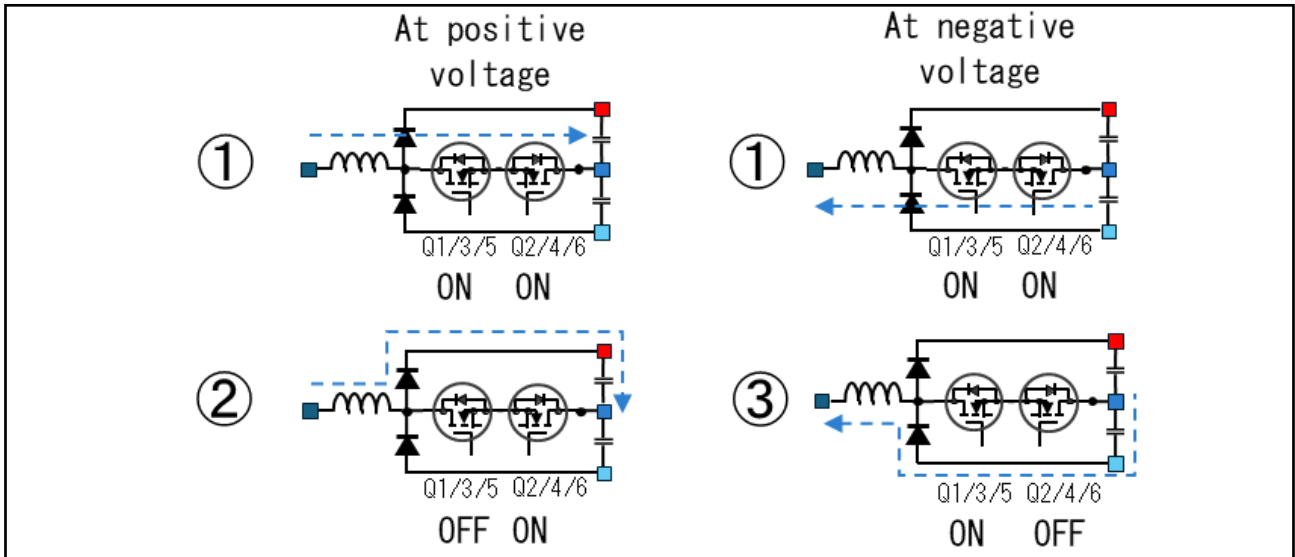 At positive
voltage
At negative
voltage
①
Q1/3/5 Q2/4/6
ON ON
①
Q1/3/5 Q2/4/6
ON ON
②
Q1/3/5 Q2/4/6
OFF ON
③
Q1/3/5 Q2/4/6
ON OFF